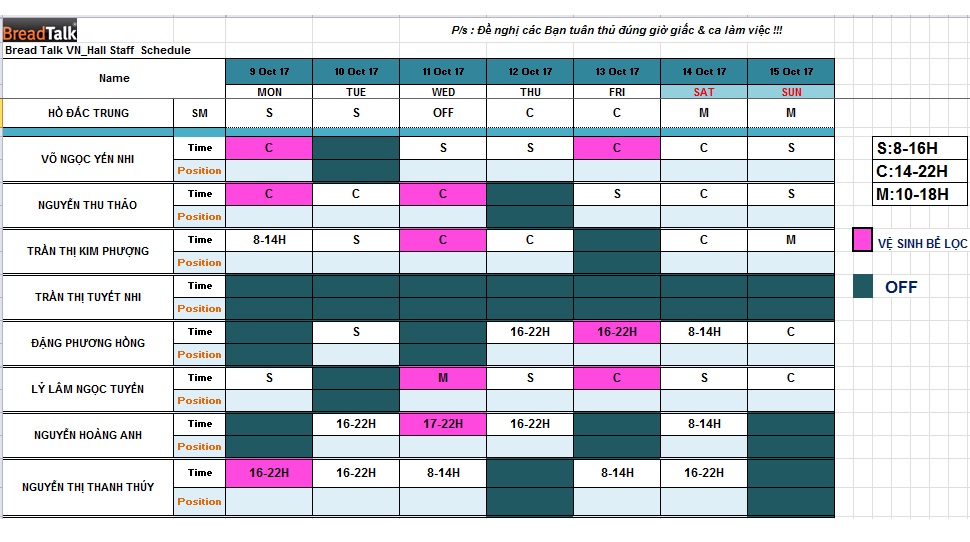 BreadTalk
P/s : Đề nghị các Bạn tuân thủ đúng giờ giấc & ca làm việc !!!
Bread Talk VN_Hall Staff Schedule
Name 9 Oct 17 10 Oct 17 11 Oct 17 12 Oct 17 13 Oct 17 14 Oct 17 15 Oct 17
MON TUE WED THU FRI SAT SUN
HỒ ĐẮC TRUNG SM S S OFF C C M M
VÕ NGỌC YẾN NHI Time C S S C C S
Position
NGUYỄN THU THẢO Time C C C S C S
Position
TRẦN THỊ KIM PHƯỢNG Time 8-14H S C C C M
Position
TRẦN THỊ TUYẾT NHI Time
Position
ĐẶNG PHƯƠNG HỒNG Time S 16-22H 16-22H 8-14H C
Position
LÝ LÂM NGỌC TUYỀN Time S M S C S C
Position
NGUYỄN HOÀNG ANH Time 16-22H 17-22H 16-22H 8-14H
Position
NGUYỄN THỊ THANH THÚY Time 16-22H 16-22H 8-14H 8-14H 16-22H
Position
S:8-16H
C:14-22H
M:10-18H
VỆ SINH BỂ LỌC
OFF